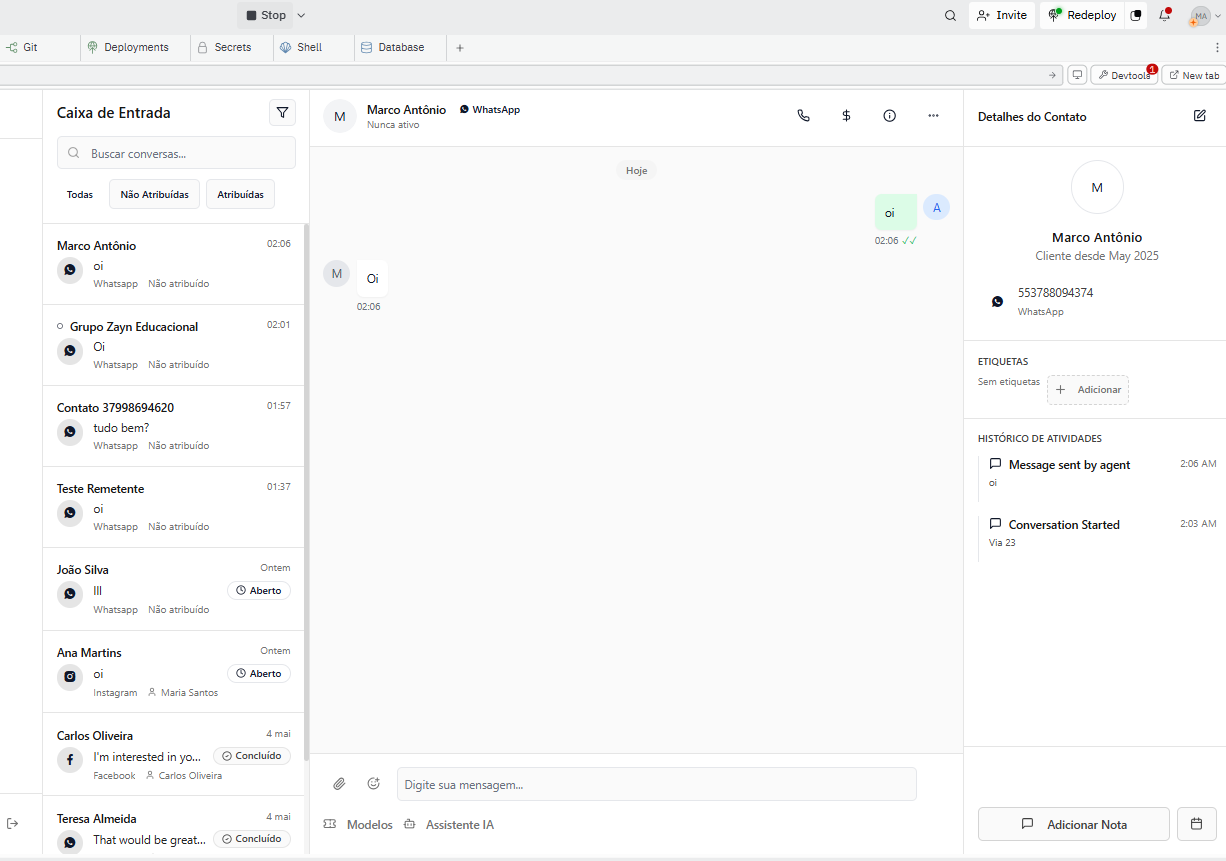 Stop
Invite
Redeploy
MA
Git
Deployments
Secrets
Shell
Database
Devtools
1
New tab
Caixa de Entrada
Buscar conversas...
Todas
Não Atribuídas
Atribuídas
Marco Antônio
02:06
oi
Whatsapp Não atribuído
Grupo Zayn Educacional
02:01
Oi
Whatsapp Não atribuído
Contato 37998694620
01:57
tudo bem?
Whatsapp Não atribuído
Teste Remetente
01:37
oi
Whatsapp Não atribuído
João Silva
Ontem
lll
Aberto
Whatsapp Não atribuído
Ana Martins
Ontem
oi
Aberto
Instagram Maria Santos
Carlos Oliveira
4 mai
I'm interested in yo...
Concluído
Facebook Carlos Oliveira
Teresa Almeida
4 mai
That would be great...
Concluído
M
Marco Antônio
WhatsApp
Nunca ativo
Hoje
oi
A
02:06
M
Oi
02:06
Digite sua mensagem...
Modelos
Assistente IA
Detalhes do Contato
M
Marco Antônio
Cliente desde May 2025
553788094374
WhatsApp
ETIQUETAS
Sem etiquetas
Adicionar
HISTÓRICO DE ATIVIDADES
Message sent by agent
2:06 AM
oi
Conversation Started
2:03 AM
Via 23
Adicionar Nota